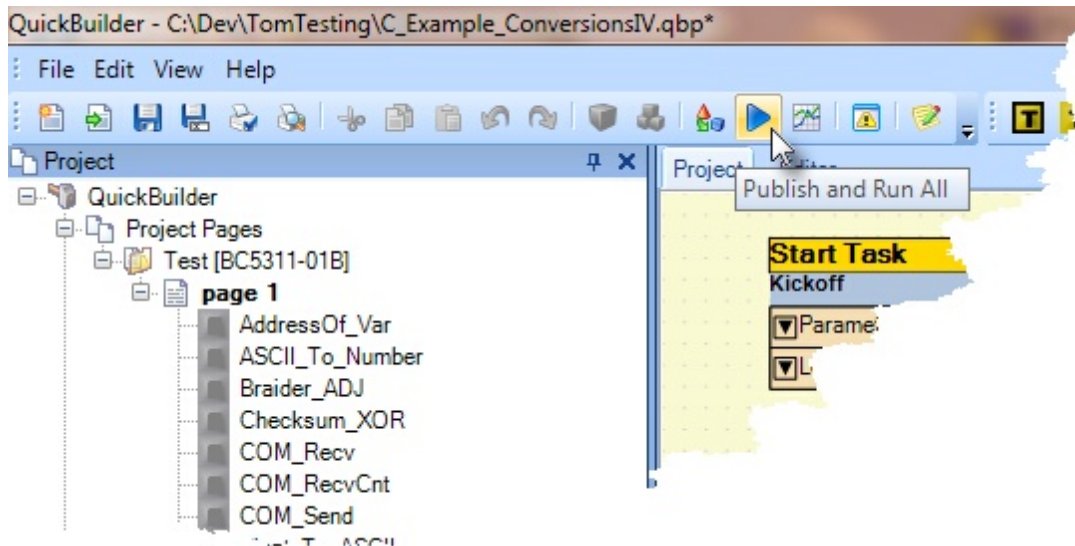 QuickBuilder - C:\Dev\TomTesting\C_Example_ConversionsIV.qbp*
File Edit View Help
Project
Project
Publish and Run All
QuickBuilder
Project Pages
Test [BC5311-01B]
page 1
AddressOf_Var
ASCII_To_Number
Braider_ADJ
Checksum_XOR
COM_Recv
COM_RecvCnt
COM_Send
Start Task
Kickoff
T